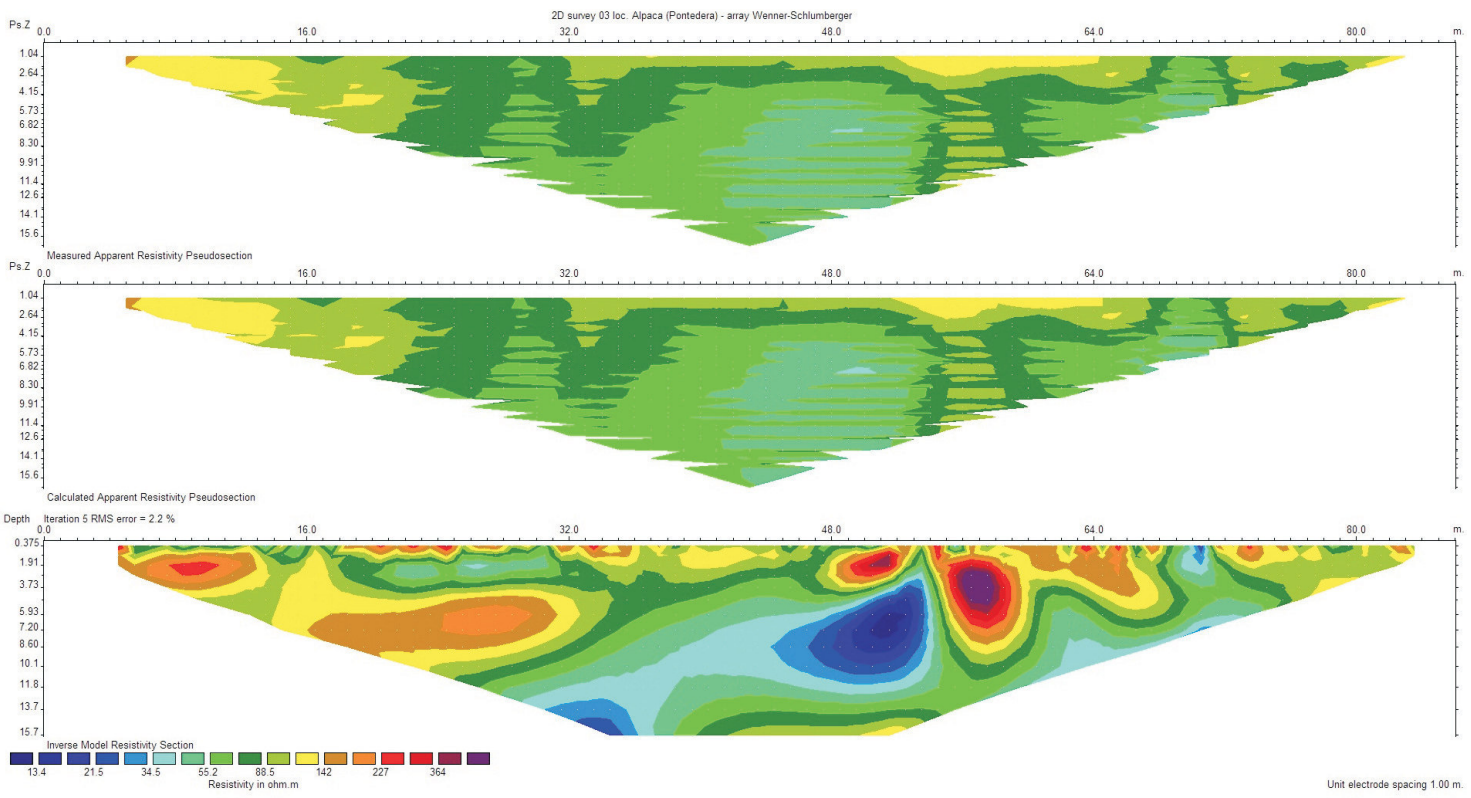 2D survey 03 loc. Alpaca (Pontedera) - array Wenner-Schlumberger
Ps.Z 0.0 16.0 32.0 48.0 64.0 80.0 m.
1.04
2.64
4.15
5.73
6.82
8.30
9.91
11.4
12.6
14.1
15.6
Measured Apparent Resistivity Pseudosection
Ps.Z 0.0 16.0 32.0 48.0 64.0 80.0 m.
1.04
2.64
4.15
5.73
6.82
8.30
9.91
11.4
12.6
14.1
15.6
Calculated Apparent Resistivity Pseudosection
Depth Iteration 5 RMS error = 2.2 %
0.0 16.0 32.0 48.0 64.0 80.0 m.
0.375
1.91
3.73
5.93
7.20
8.60
10.1
11.8
13.7
15.7
Inverse Model Resistivity Section
13.4 21.5 34.5 55.2 88.5 142 227 364
Resistivity in ohm.m
Unit electrode spacing 1.00 m.